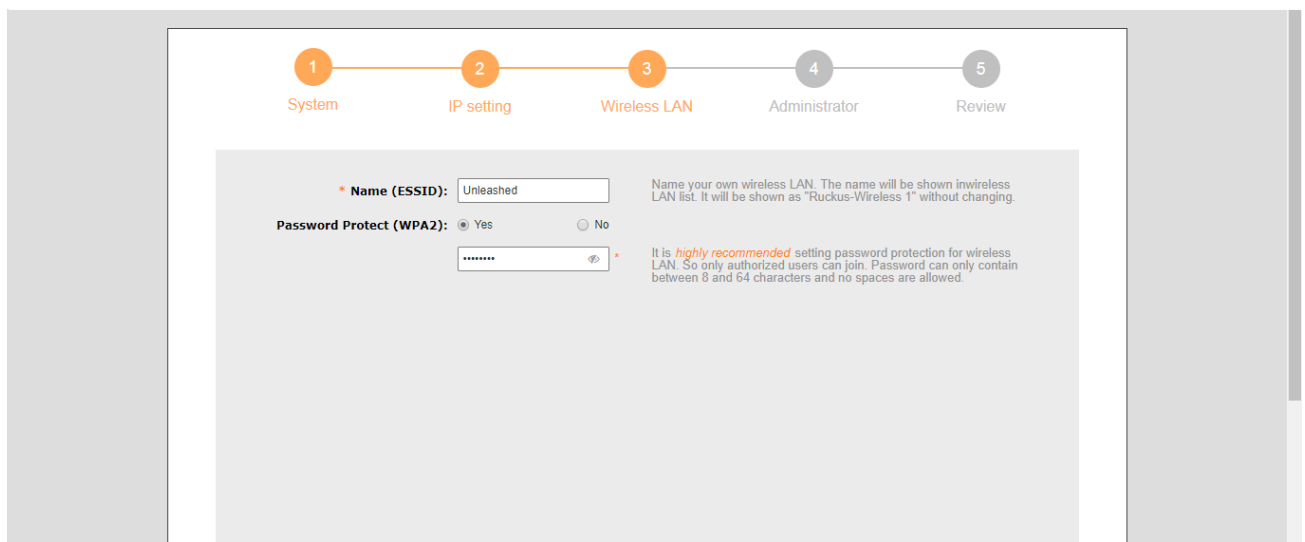 1 2 3 4 5
System IP setting Wireless LAN Administrator Review
* Name (ESSID): Unleashed
Name your own wireless LAN. The name will be shown inwireless
LAN list. It will be shown as "Ruckus-Wireless 1" without changing.
Password Protect (WPA2): Yes No
•••••••• *
It is highly recommended setting password protection for wireless
LAN. So only authorized users can join. Password can only contain
between 8 and 64 characters and no spaces are allowed.